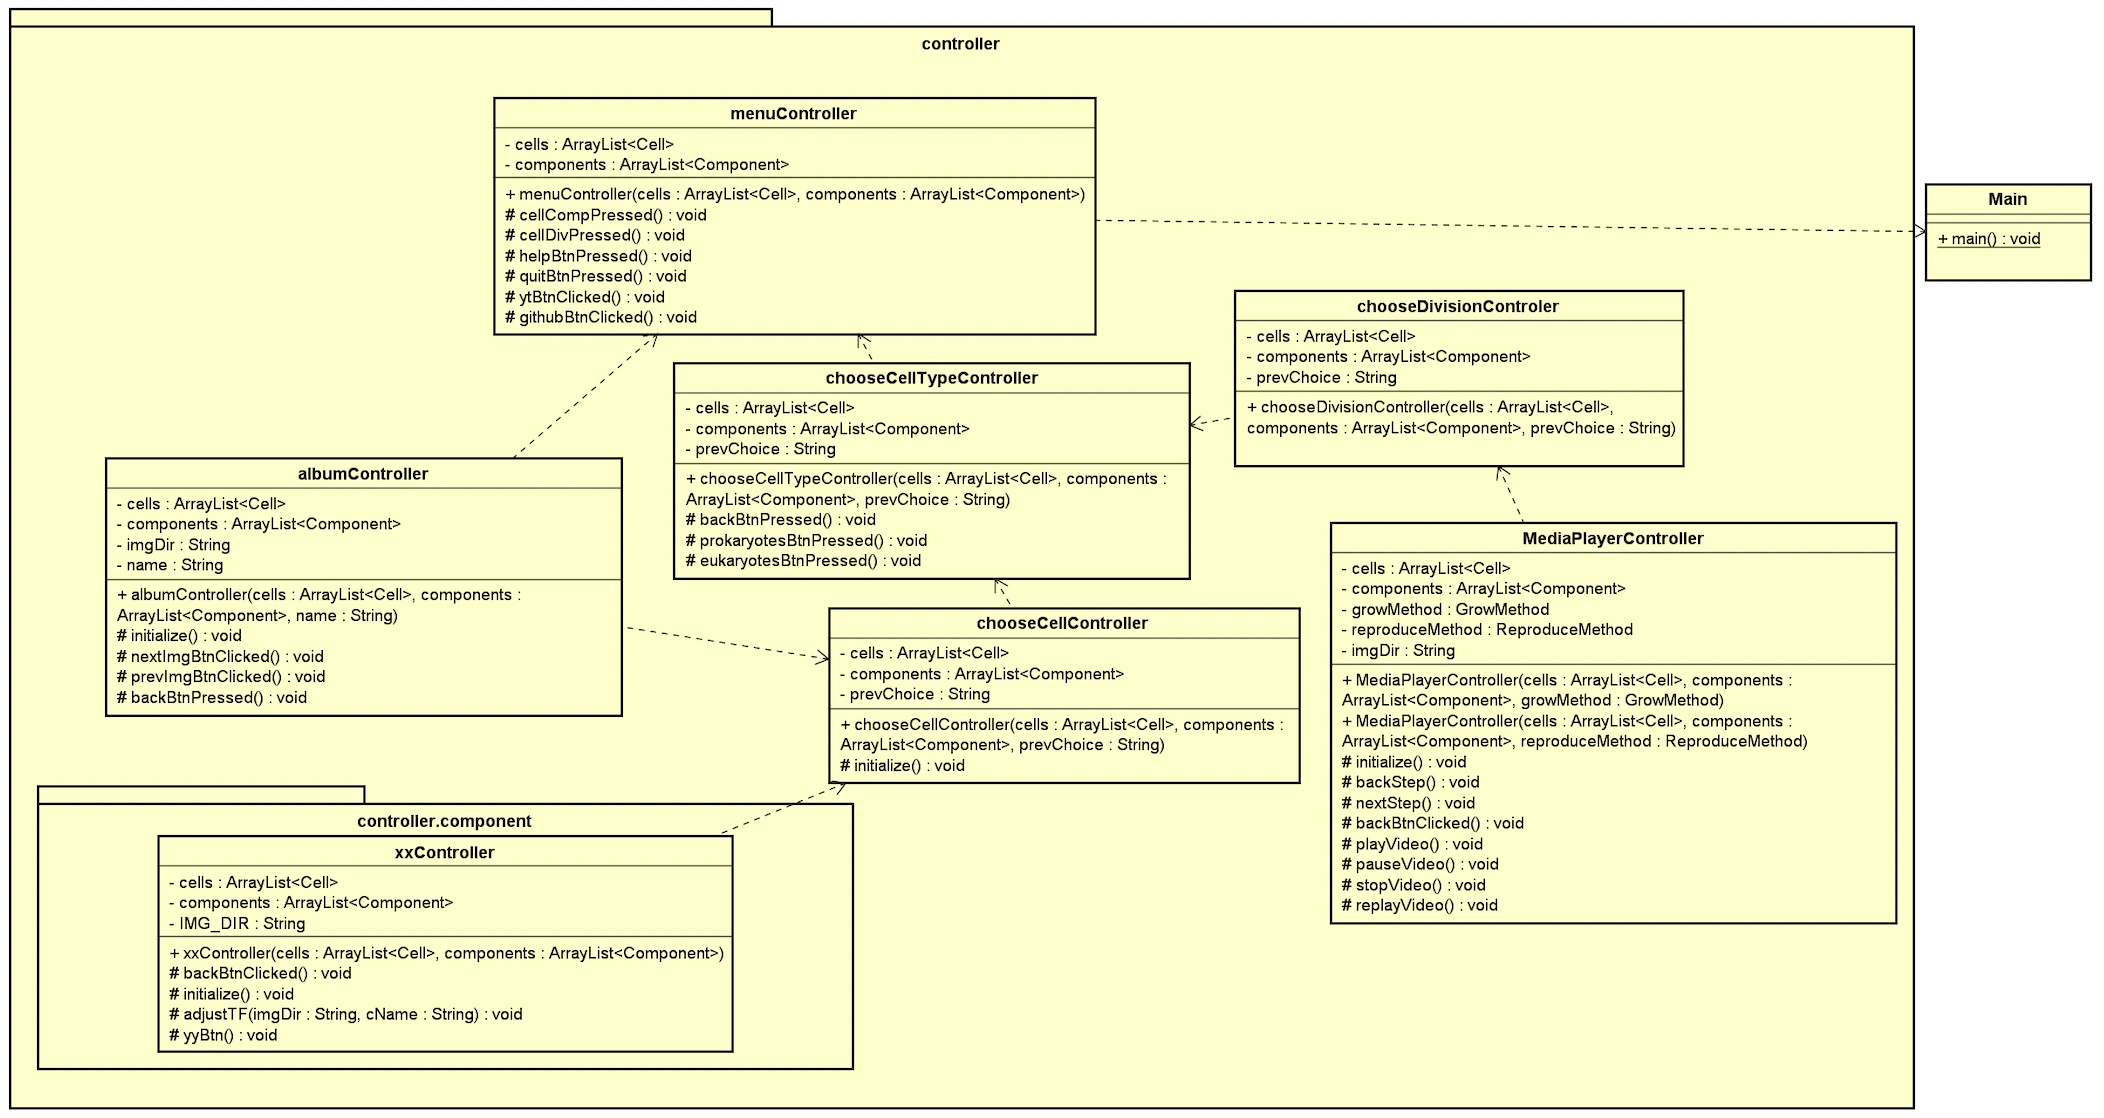 controller
menuController
- cells : ArrayList<Cell>
- components : ArrayList<Component>
+ menuController(cells : ArrayList<Cell>, components : ArrayList<Component>)
# cellCompPressed() : void
# cellDivPressed() : void
# helpBtnPressed() : void
# quitBtnPressed() : void
# ytBtnClicked() : void
# githubBtnClicked() : void
Main
+ main() : void
chooseDivisionControler
- cells : ArrayList<Cell>
- components : ArrayList<Component>
- prevChoice : String
+ chooseDivisionController(cells : ArrayList<Cell>,
components : ArrayList<Component>, prevChoice : String)
chooseCellTypeController
- cells : ArrayList<Cell>
- components : ArrayList<Component>
- prevChoice : String
+ chooseCellTypeController(cells : ArrayList<Cell>, components :
ArrayList<Component>, prevChoice : String)
# backBtnPressed() : void
# prokaryotesBtnPressed() : void
# eukaryotesBtnPressed() : void
albumController
- cells : ArrayList<Cell>
- components : ArrayList<Component>
- imgDir : String
- name : String
+ albumController(cells : ArrayList<Cell>, components :
ArrayList<Component>, name : String)
# initialize() : void
# nextImgBtnClicked() : void
# prevImgBtnClicked() : void
# backBtnPressed() : void
MediaPlayerController
- cells : ArrayList<Cell>
- components : ArrayList<Component>
- growMethod : GrowMethod
- reproduceMethod : ReproduceMethod
- imgDir : String
+ MediaPlayerController(cells : ArrayList<Cell>, components :
ArrayList<Component>, growMethod : GrowMethod)
+ MediaPlayerController(cells : ArrayList<Cell>, components :
ArrayList<Component>, reproduceMethod : ReproduceMethod)
# initialize() : void
# backStep() : void
# nextStep() : void
# backBtnClicked() : void
# playVideo() : void
# pauseVideo() : void
# stopVideo() : void
# replayVideo() : void
chooseCellController
- cells : ArrayList<Cell>
- components : ArrayList<Component>
- prevChoice : String
+ chooseCellController(cells : ArrayList<Cell>, components :
ArrayList<Component>, prevChoice : String)
# initialize() : void
controller.component
xxController
- cells : ArrayList<Cell>
- components : ArrayList<Component>
- IMG_DIR : String
+ xxController(cells : ArrayList<Cell>, components : ArrayList<Component>)
# backBtnClicked() : void
# initialize() : void
# adjustTF(imgDir : String, cName : String) : void
# yyBtn() : void